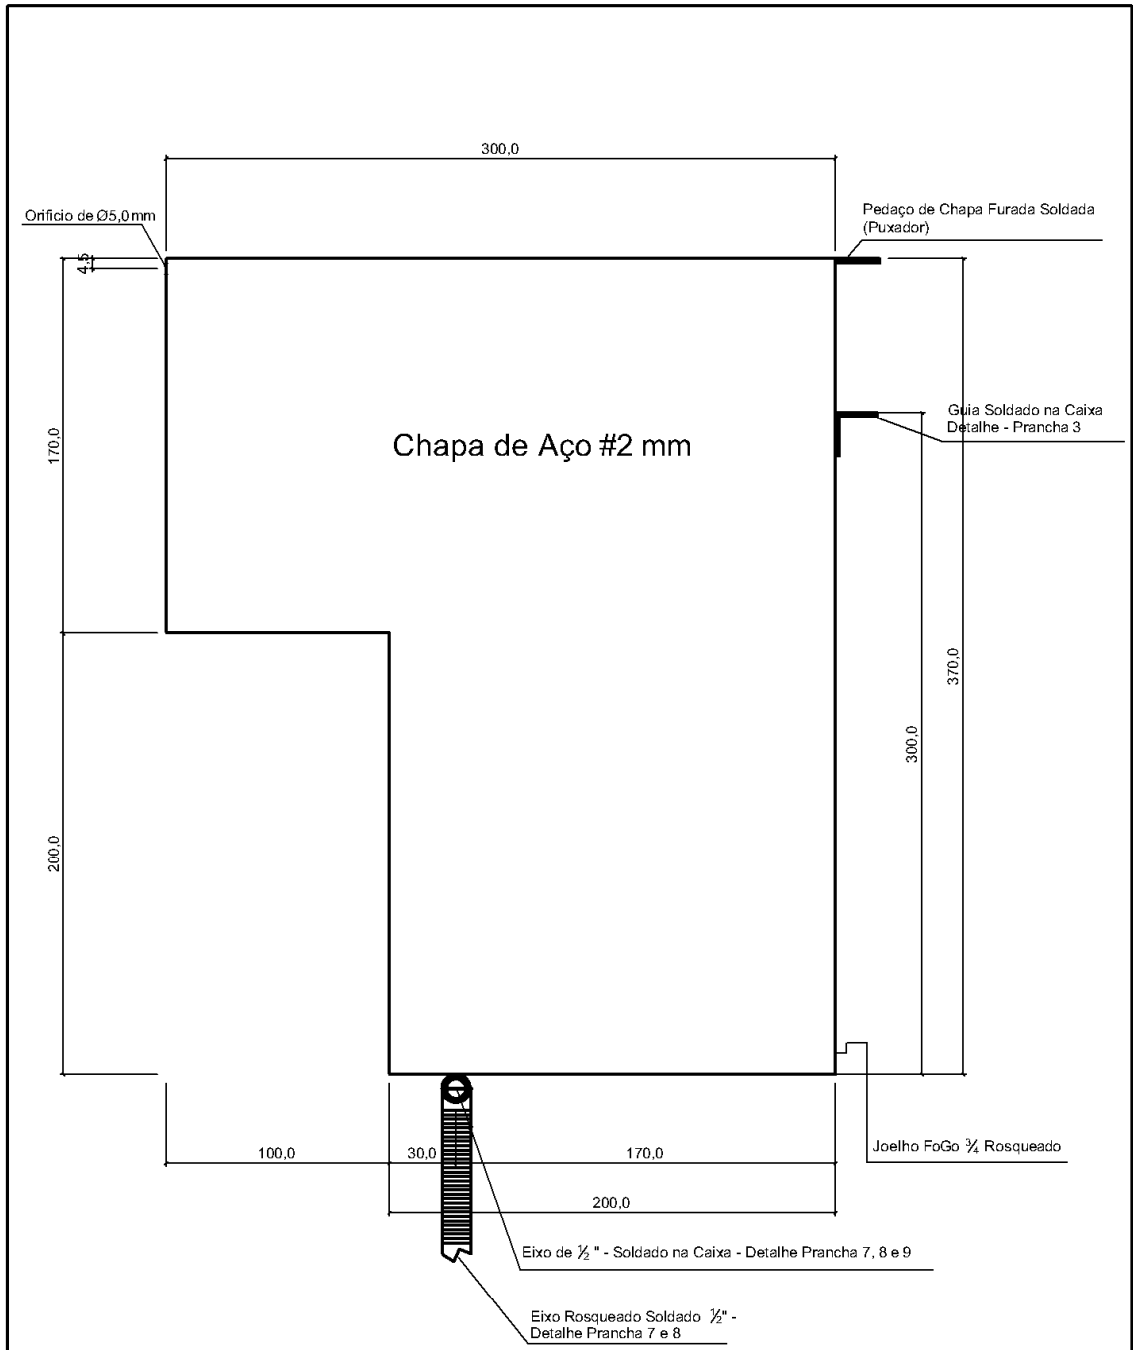 300,0
Orifício de Ø5,0 mm
Pedaço de Chapa Furada Soldada
(Puxador)
4,5
Guia Soldado na Caixa
Detalhe - Prancha 3
170,0
Chapa de Aço #2 mm
370,0
300,0
200,0
Joelho FoGo ¾ Rosqueado
100,0
30,0
170,0
200,0
Eixo de ½ " - Soldado na Caixa - Detalhe Prancha 7, 8 e 9
Eixo Rosqueado Soldado ½" -
Detalhe Prancha 7 e 8